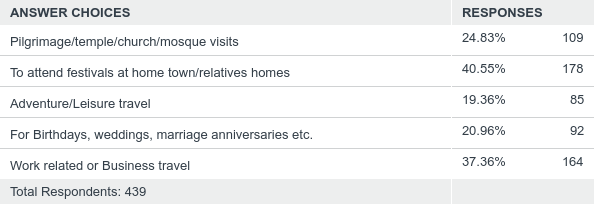 ANSWER CHOICES RESPONSES
Pilgrimage/temple/church/mosque visits 24.83% 109
To attend festivals at home town/relatives homes 40.55% 178
Adventure/Leisure travel 19.36% 85
For Birthdays, weddings, marriage anniversaries etc. 20.96% 92
Work related or Business travel 37.36% 164
Total Respondents: 439